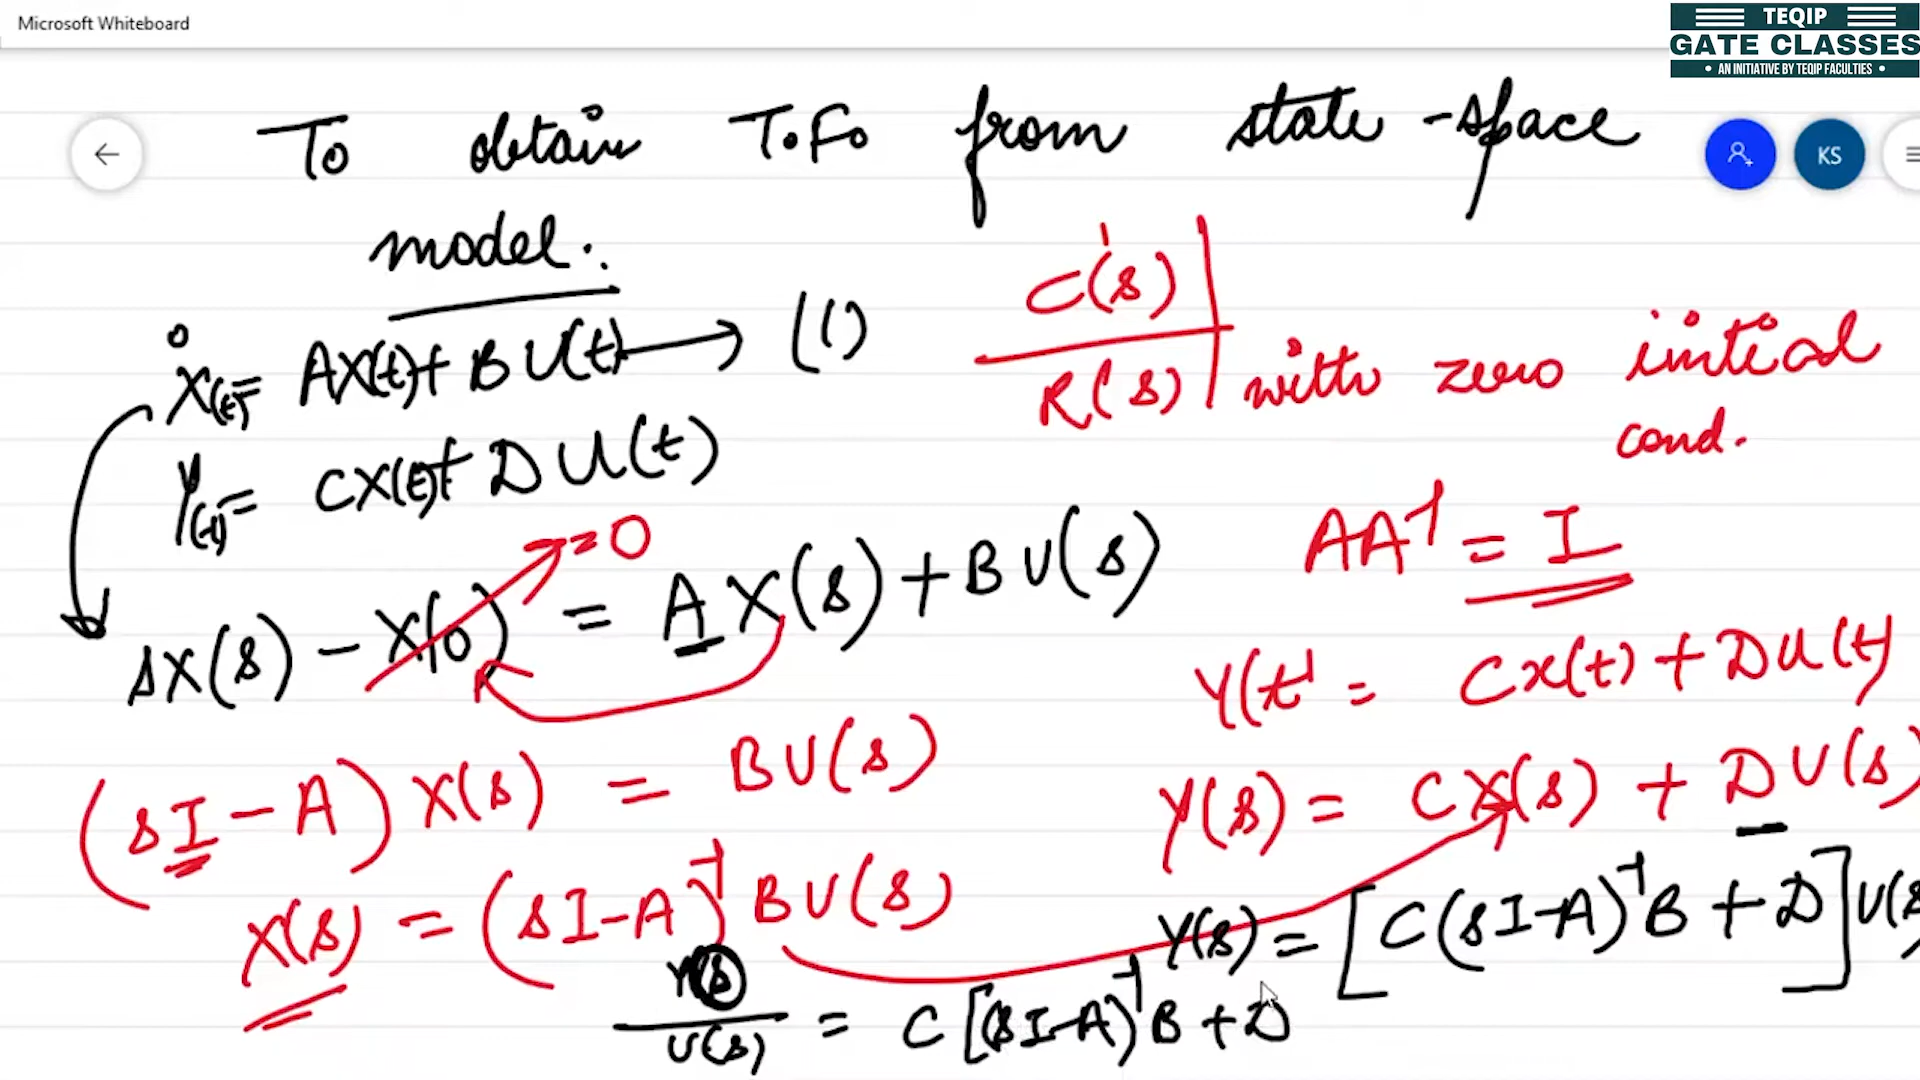 Microsoft Whiteboard
TEQIP
GATE CLASSES
• AN INITIATIVE BY TEQIP FACULTIES •
KS
To obtain T.F. from state-space
model:
Ẋ(t) = AX(t) + BU(t) → (1)
Y(t) = CX(t) + DU(t)
C(s) / R(s) | with zero initial
cond.
AA⁻¹ = I
sX(s) - X(0) = AX(s) + BU(s)
=0
(sI - A) X(s) = BU(s)
X(s) = (sI-A)⁻¹ BU(s)
Y(t) = Cx(t) + DU(t)
Y(s) = CX(s) + DU(s)
Y(s) = [C(sI-A)⁻¹B + D] U(s
Y(s) / U(s) = C[(sI-A)⁻¹B + D